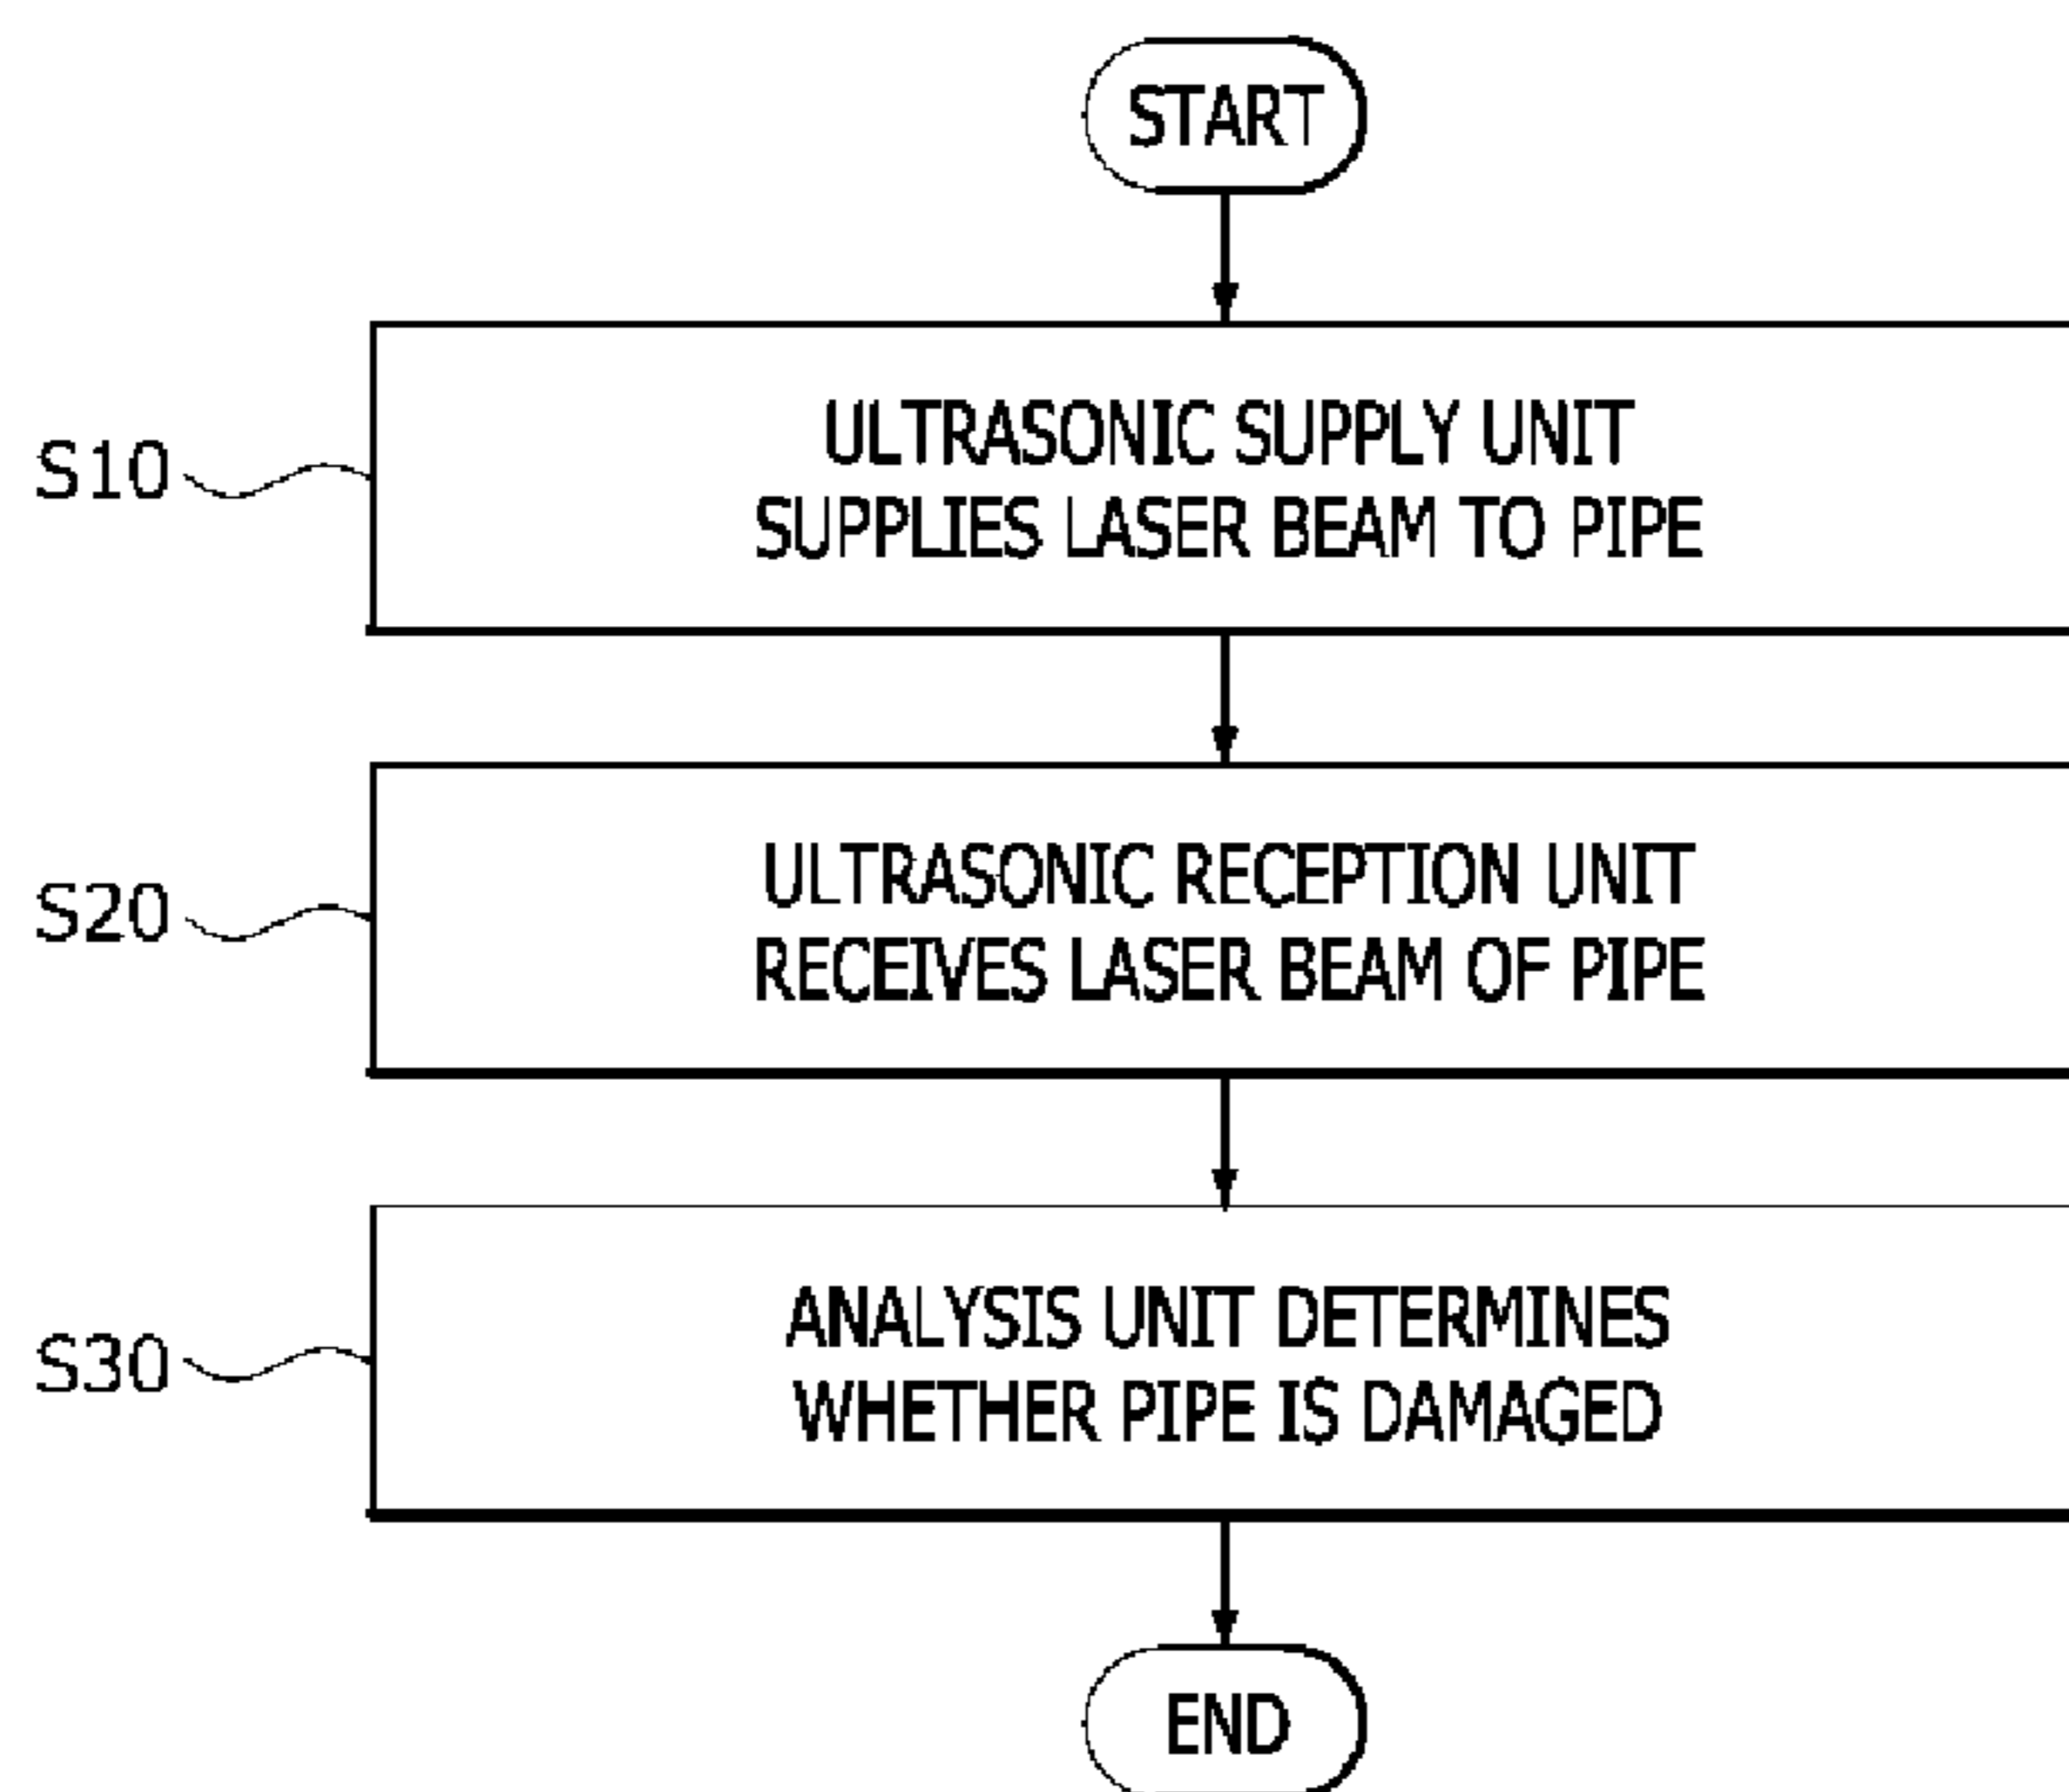 START
S10
ULTRASONIC SUPPLY UNIT
SUPPLIES LASER BEAM TO PIPE
S20
ULTRASONIC RECEPTION UNIT
RECEIVES LASER BEAM OF PIPE
S30
ANALYSIS UNIT DETERMINES
WHETHER PIPE IS DAMAGED
END